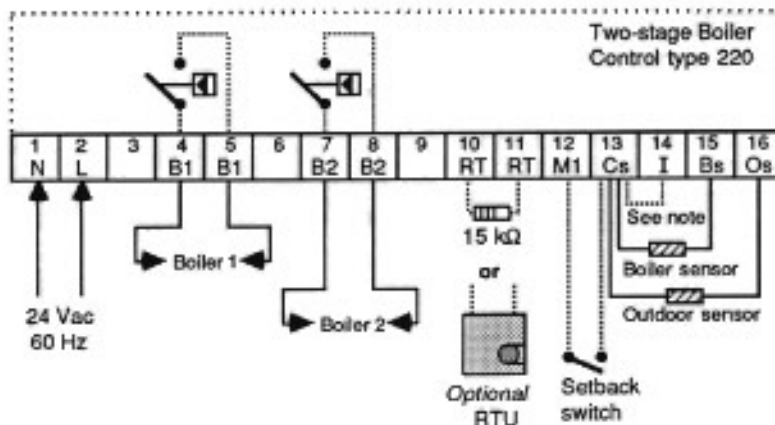 Two-stage Boiler
Control type 220
1 2 3 4 5 6 7 8 9 10 11 12 13 14 15 16
N L B1 B1 B2 B2 RT RT M1 Cs I Bs Os
See note
15 kΩ
Boiler 1
Boiler sensor
or
24 Vac
60 Hz
Boiler 2
Outdoor sensor
Optional
RTU
Setback
switch